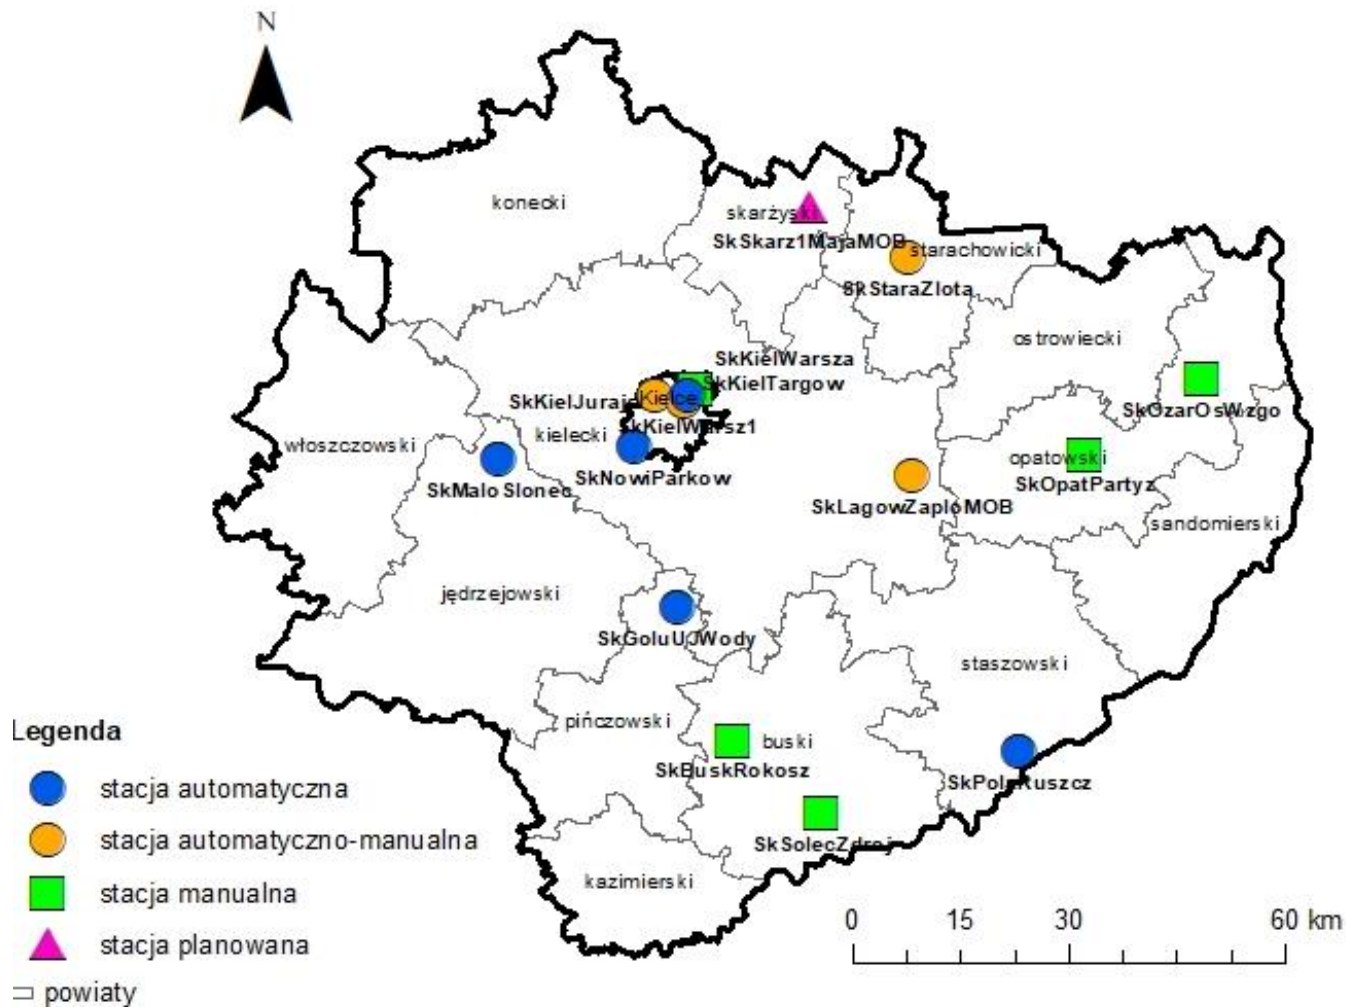 N
konecki
skarżyski
SkSkarz1MajaMOB
starachowicki
SkStaraZlota
ostrowiecki
SkKielWarsza
SkKielTargow
SkKielJurajs
Kielce
SkOzarOsWzgo
SkKielWarsz1
kielecki
włoszczowski
opatowski
SkNowiParkow
SkOpatPartyz
SkMaloSlonec
SkLagowZaploMOB
sandomierski
jędrzejowski
SkGoluUJWody
staszowski
pińczowski
Legenda
buski
SkBuskRokosz
SkPolaRuszcz
stacja automatyczna
stacja automatyczno-manualna
SkSolecZdroj
kazimierski
stacja manualna
0 15 30 60 km
stacja planowana
powiaty